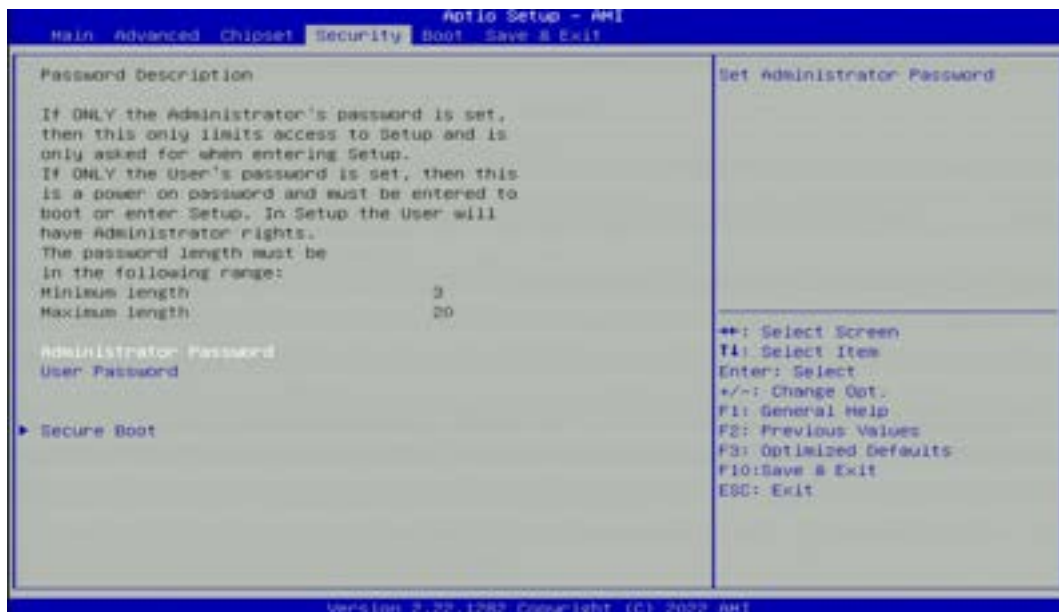 Aptio Setup - AMI
Main Advanced Chipset Security Boot Save & Exit
Password Description
If ONLY the Administrator's password is set,
then this only limits access to Setup and is
only asked for when entering Setup.
If ONLY the User's password is set, then this
is a power on password and must be entered to
boot or enter Setup. In Setup the User will
have Administrator rights.
The password length must be
in the following range:
Minimum length 3
Maximum length 20
Administrator Password
User Password
Secure Boot
Set Administrator Password
→←: Select Screen
↑↓: Select Item
Enter: Select
+/-: Change Opt.
F1: General Help
F2: Previous Values
F3: Optimized Defaults
F10:Save & Exit
ESC: Exit
Version 2.22.1282 Copyright (C) 2022 AMI